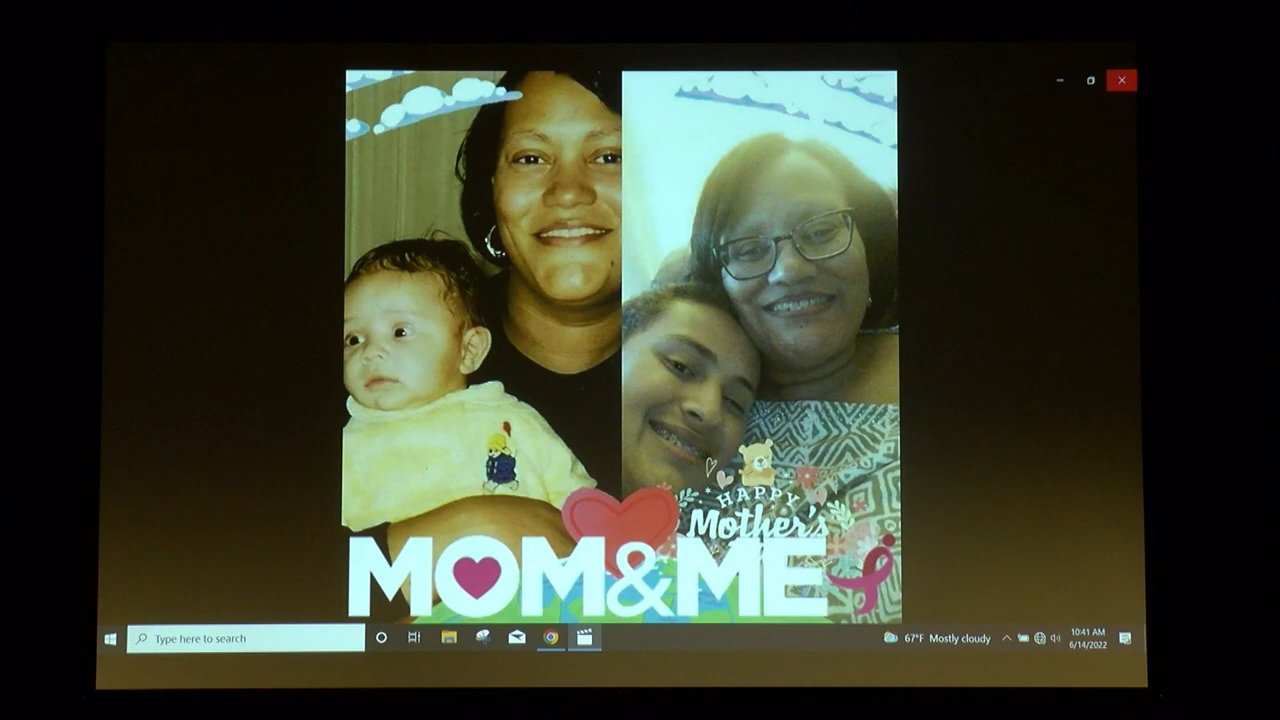 HAPPY
Mother's
MOM&ME
Type here to search
67°F Mostly cloudy
10:41 AM
6/14/2022